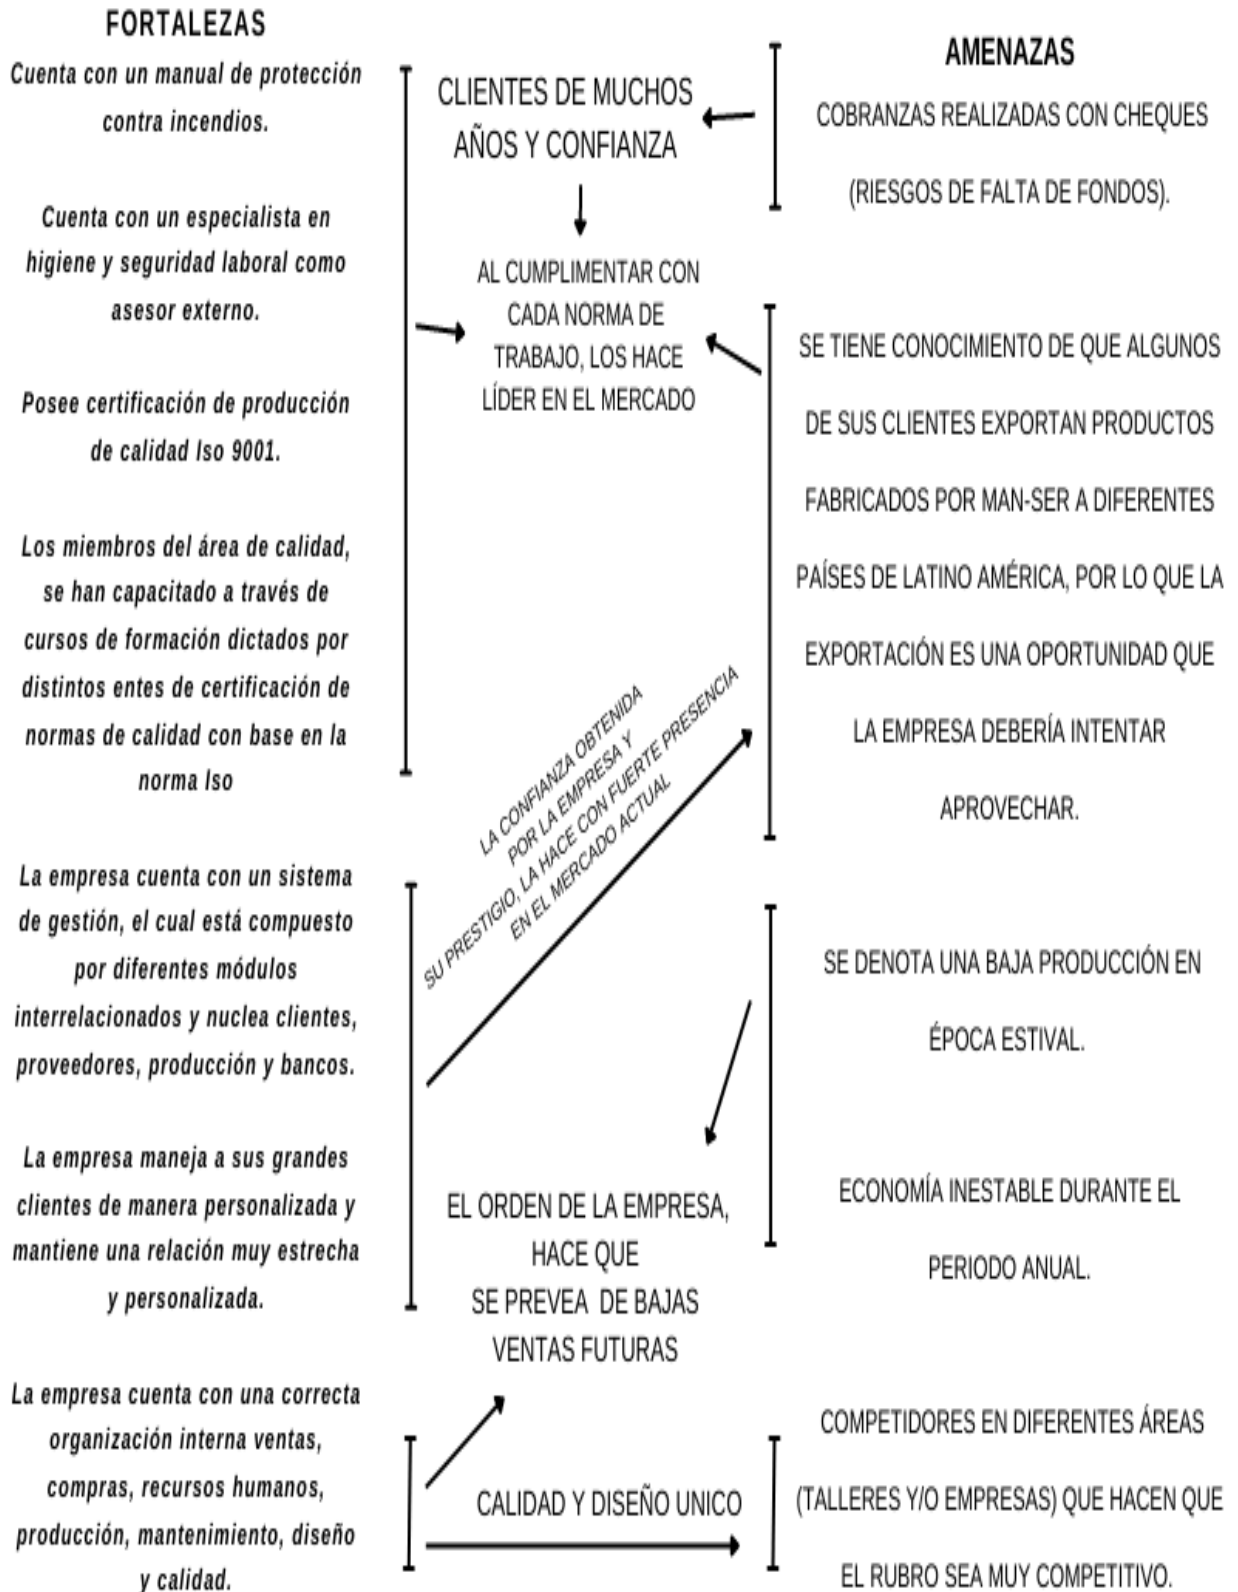 FORTALEZAS
Cuenta con un manual de protección
contra incendios.
Cuenta con un especialista en
higiene y seguridad laboral como
asesor externo.
Posee certificación de producción
de calidad Iso 9001.
Los miembros del área de calidad,
se han capacitado a través de
cursos de formación dictados por
distintos entes de certificación de
normas de calidad con base en la
norma Iso
La empresa cuenta con un sistema
de gestión, el cual está compuesto
por diferentes módulos
interrelacionados y nuclea clientes,
proveedores, producción y bancos.
La empresa maneja a sus grandes
clientes de manera personalizada y
mantiene una relación muy estrecha
y personalizada.
La empresa cuenta con una correcta
organización interna ventas,
compras, recursos humanos,
producción, mantenimiento, diseño
y calidad.
CLIENTES DE MUCHOS
AÑOS Y CONFIANZA
AL CUMPLIMENTAR CON
CADA NORMA DE
TRABAJO, LOS HACE
LÍDER EN EL MERCADO
LA CONFIANZA OBTENIDA
POR LA EMPRESA Y
SU PRESTIGIO, LA HACE CON FUERTE PRESENCIA
EN EL MERCADO ACTUAL
EL ORDEN DE LA EMPRESA,
HACE QUE
SE PREVEA DE BAJAS
VENTAS FUTURAS
CALIDAD Y DISEÑO UNICO
AMENAZAS
COBRANZAS REALIZADAS CON CHEQUES
(RIESGOS DE FALTA DE FONDOS).
SE TIENE CONOCIMIENTO DE QUE ALGUNOS
DE SUS CLIENTES EXPORTAN PRODUCTOS
FABRICADOS POR MAN-SER A DIFERENTES
PAÍSES DE LATINO AMÉRICA, POR LO QUE LA
EXPORTACIÓN ES UNA OPORTUNIDAD QUE
LA EMPRESA DEBERÍA INTENTAR
APROVECHAR.
SE DENOTA UNA BAJA PRODUCCIÓN EN
ÉPOCA ESTIVAL.
ECONOMÍA INESTABLE DURANTE EL
PERIODO ANUAL.
COMPETIDORES EN DIFERENTES ÁREAS
(TALLERES Y/O EMPRESAS) QUE HACEN QUE
EL RUBRO SEA MUY COMPETITIVO.